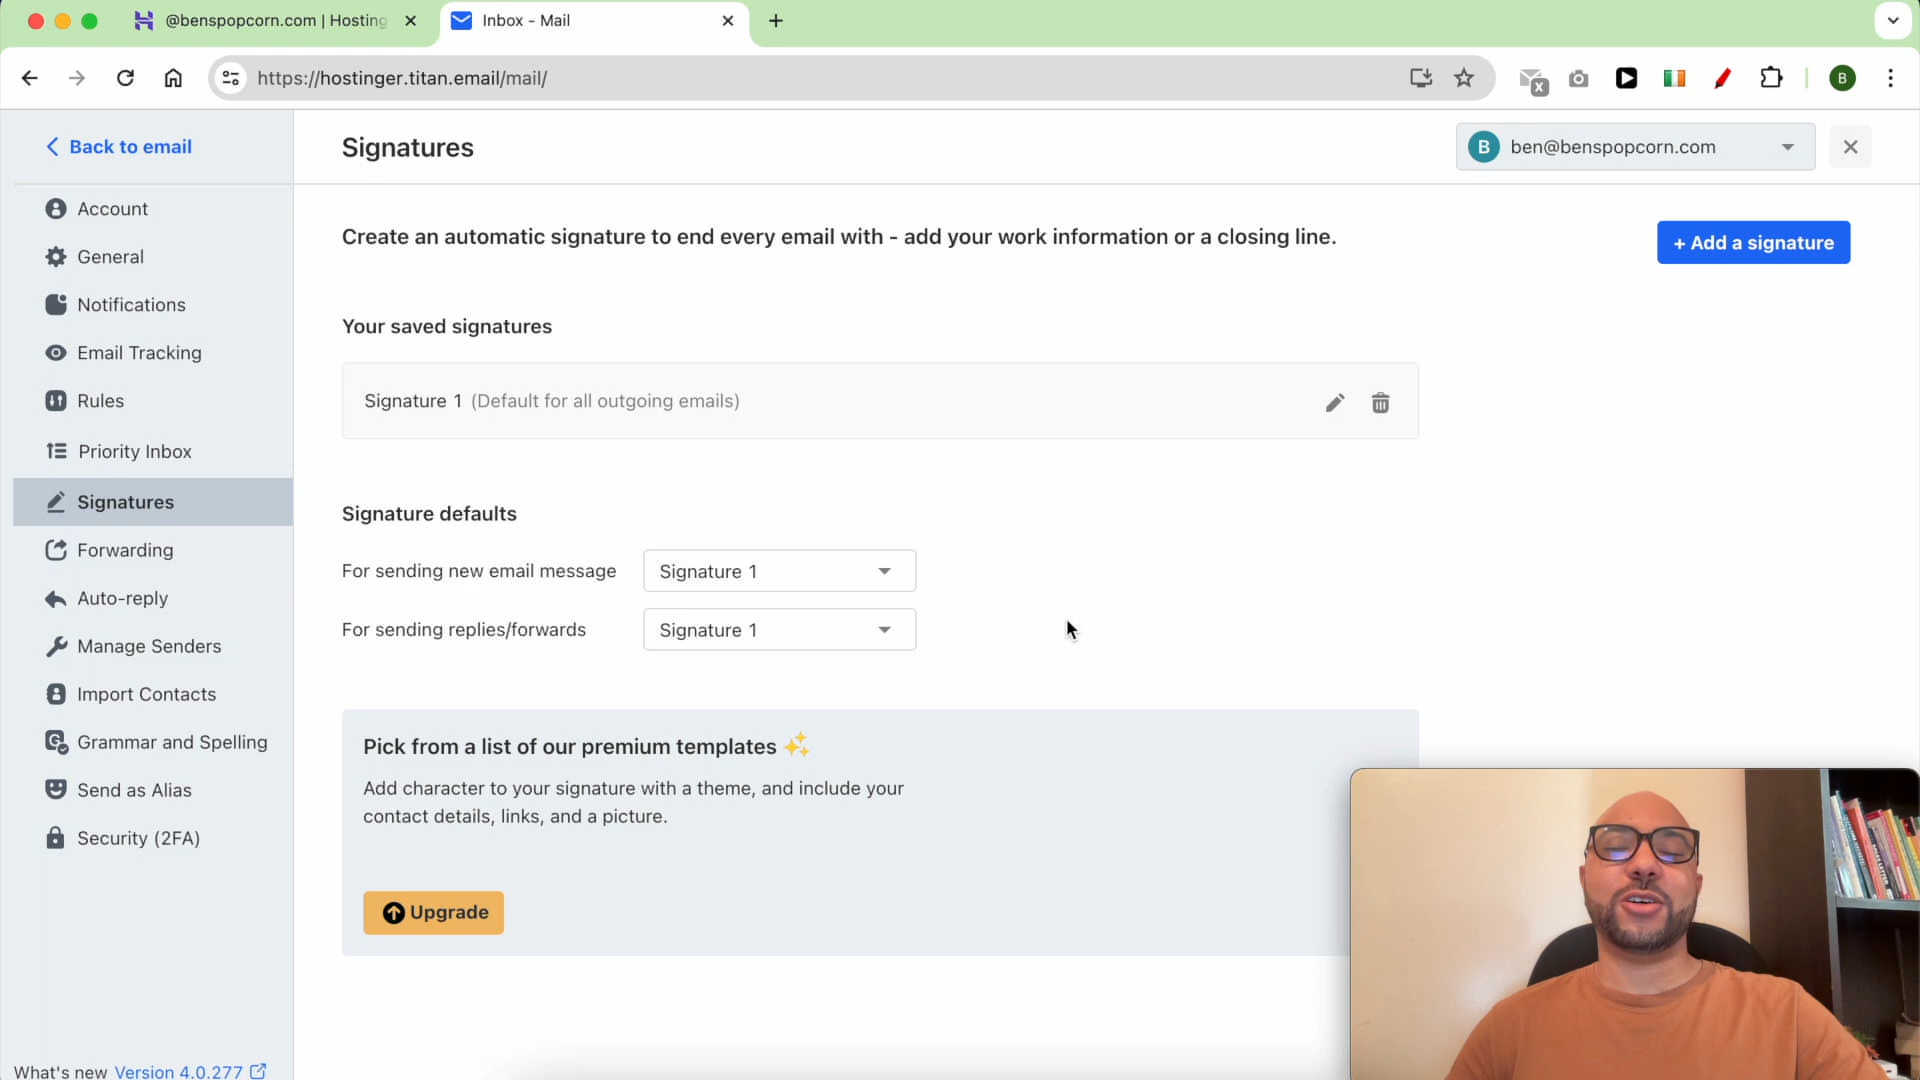 @benspopcorn.com | Hosting
Inbox - Mail
https://hostinger.titan.email/mail/
B
Back to email
Signatures
B ben@benspopcorn.com
Account
General
Notifications
Email Tracking
Rules
Priority Inbox
Signatures
Forwarding
Auto-reply
Manage Senders
Import Contacts
Grammar and Spelling
Send as Alias
Security (2FA)
What's new Version 4.0.277
Create an automatic signature to end every email with - add your work information or a closing line.
+ Add a signature
Your saved signatures
Signature 1 (Default for all outgoing emails)
Signature defaults
For sending new email message Signature 1
For sending replies/forwards Signature 1
Pick from a list of our premium templates ✨
Add character to your signature with a theme, and include your
contact details, links, and a picture.
Upgrade